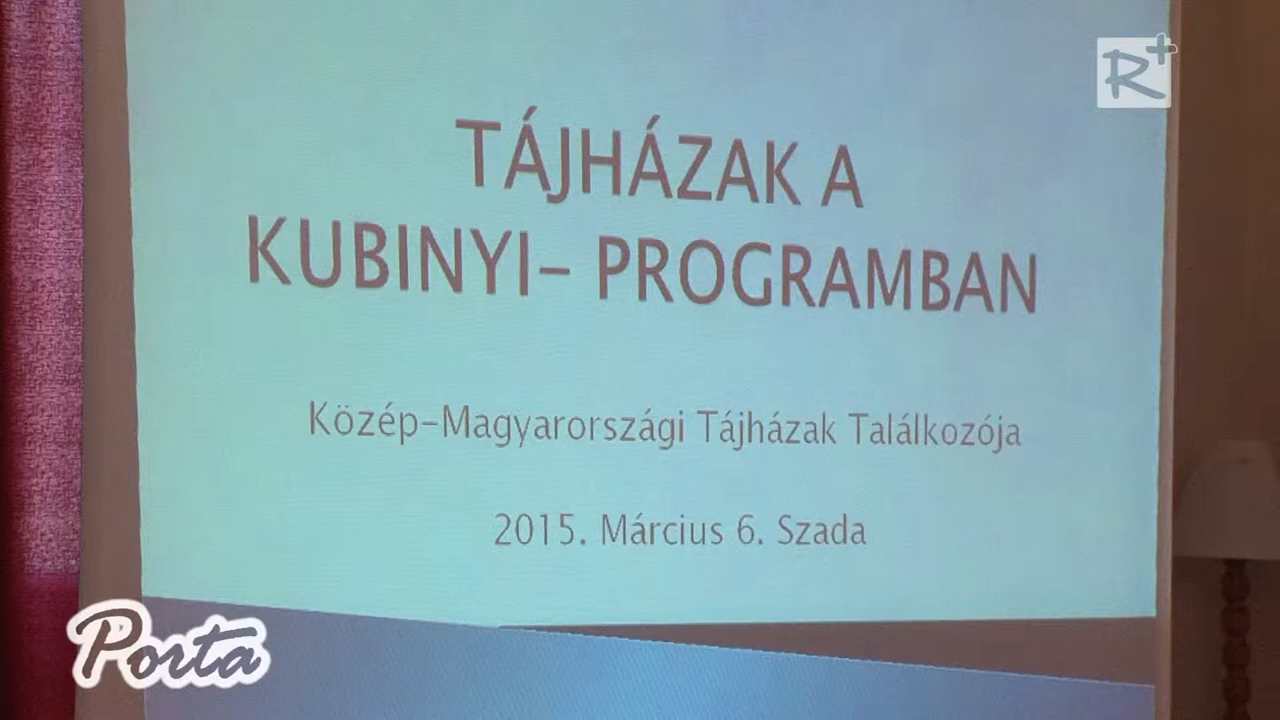 R+
TÁJHÁZAK A
KUBINYI– PROGRAMBAN
Közép-Magyarországi Tájházak Találkozója
2015. Március 6. Szada
Porta